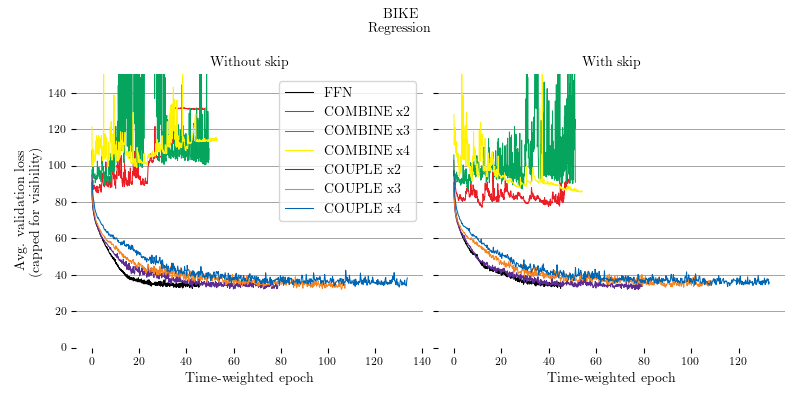 BIKE
Regression
Without skip
With skip
Avg. validation loss
(capped for visibility)
140
120
100
80
60
40
20
0
FFN
COMBINE x2
COMBINE x3
COMBINE x4
COUPLE x2
COUPLE x3
COUPLE x4
0 20 40 60 80 100 120 140
0 20 40 60 80 100 120
Time-weighted epoch
Time-weighted epoch